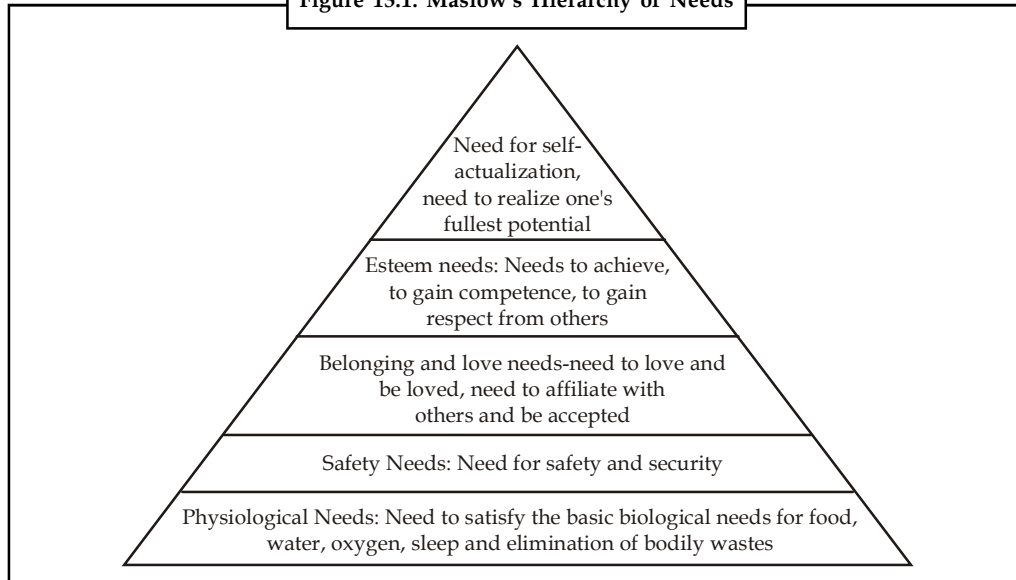 Figure 13.1: Maslow's Hierarchy of Needs
Need for self-
actualization,
need to realize one's
fullest potential
Esteem needs: Needs to achieve,
to gain competence, to gain
respect from others
Belonging and love needs-need to love and
be loved, need to affiliate with
others and be accepted
Safety Needs: Need for safety and security
Physiological Needs: Need to satisfy the basic biological needs for food,
water, oxygen, sleep and elimination of bodily wastes